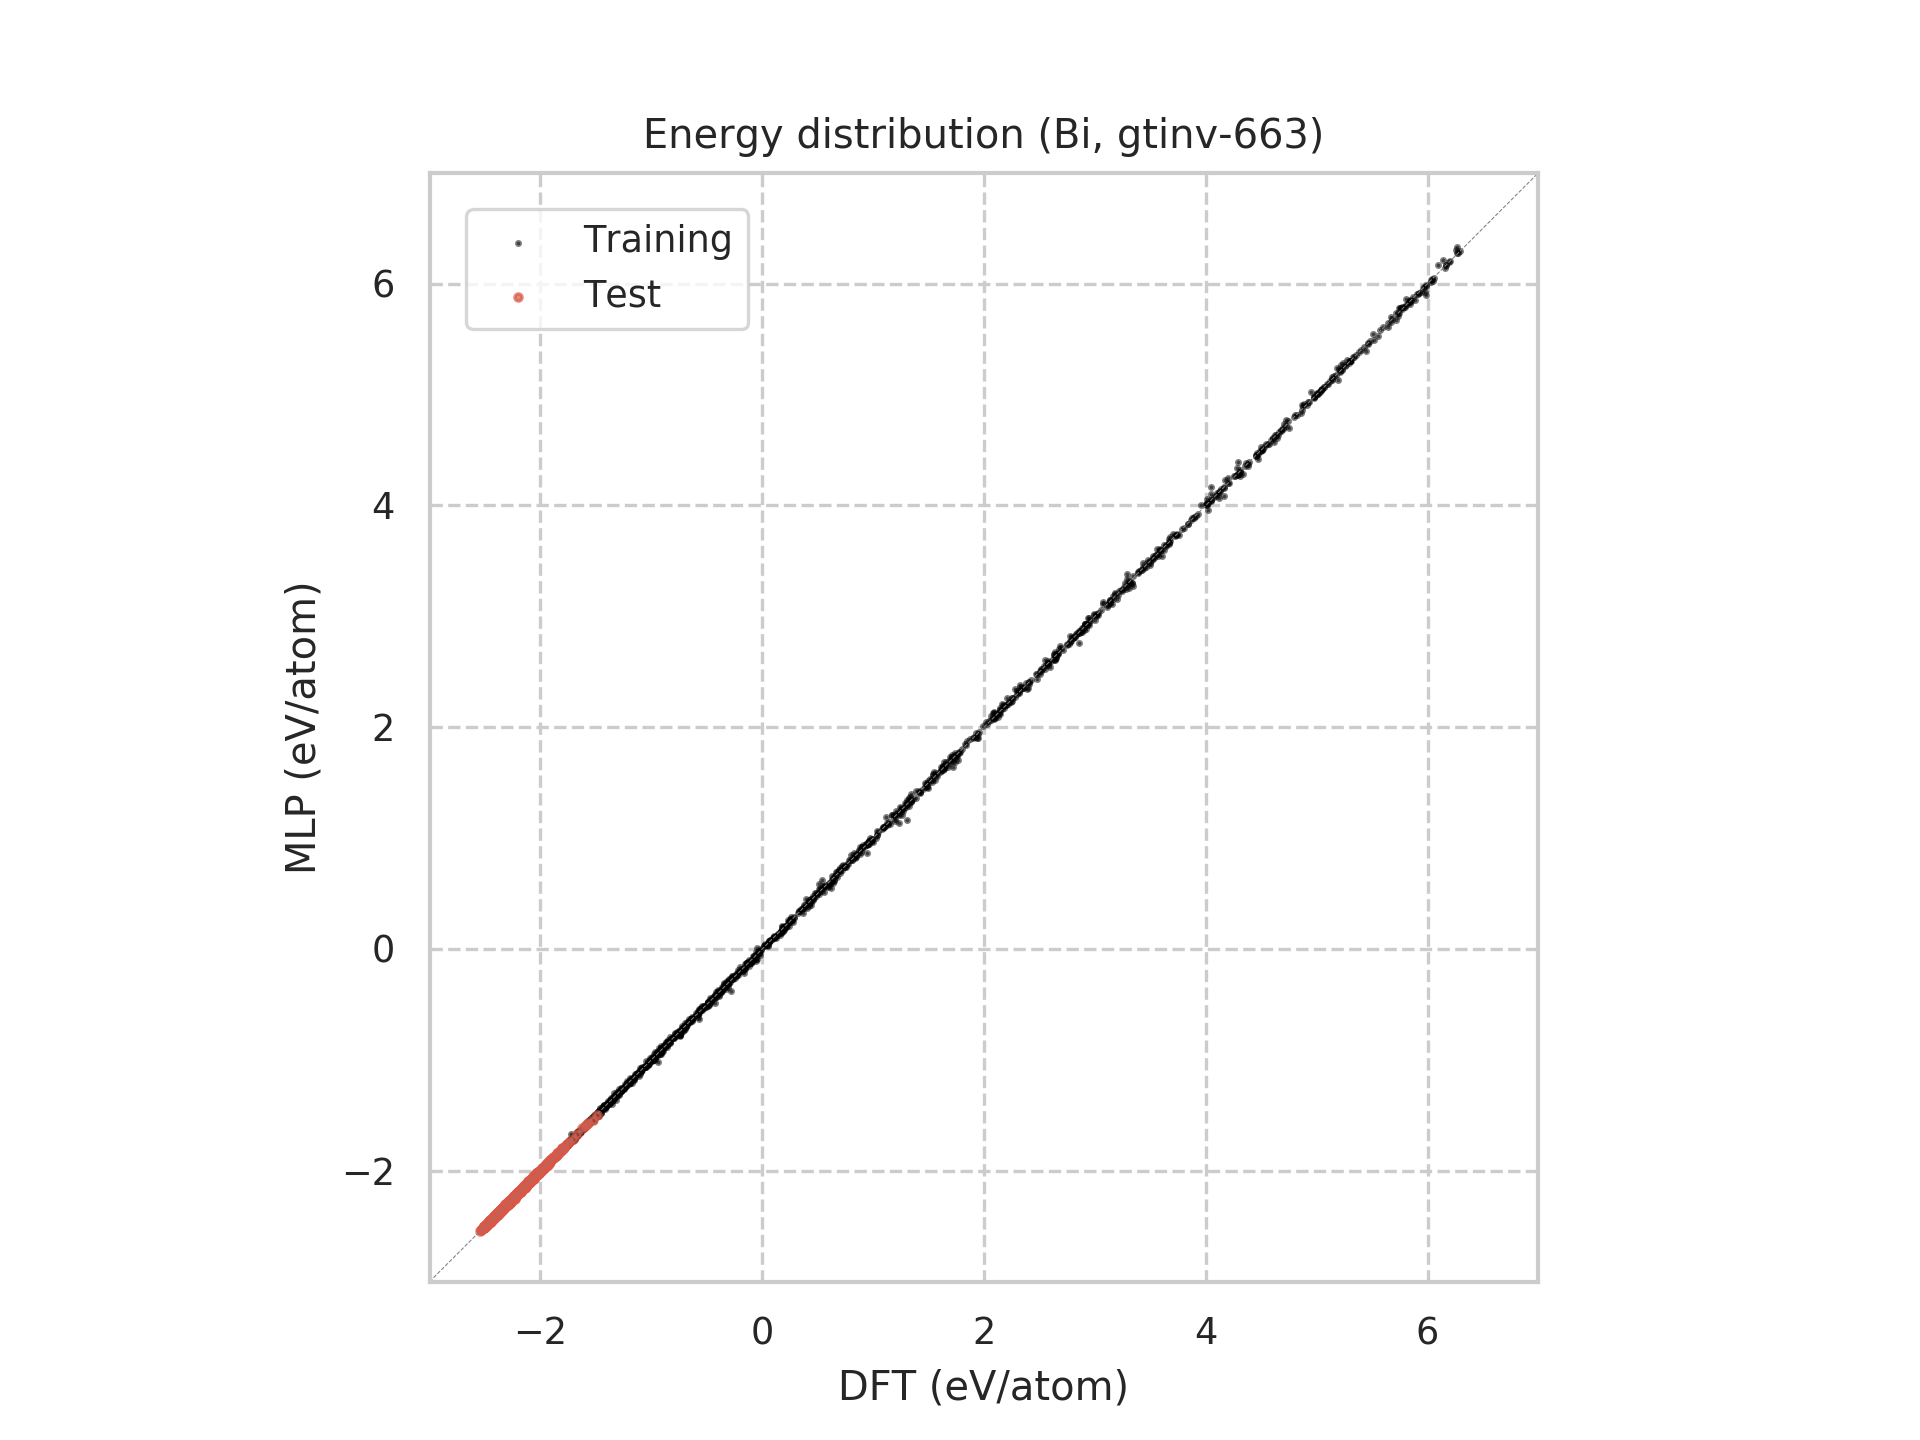 Energy distribution (Bi, gtinv-663)
Training
Test
6
4
2
0
−2
MLP (eV/atom)
−2 0 2 4 6
DFT (eV/atom)